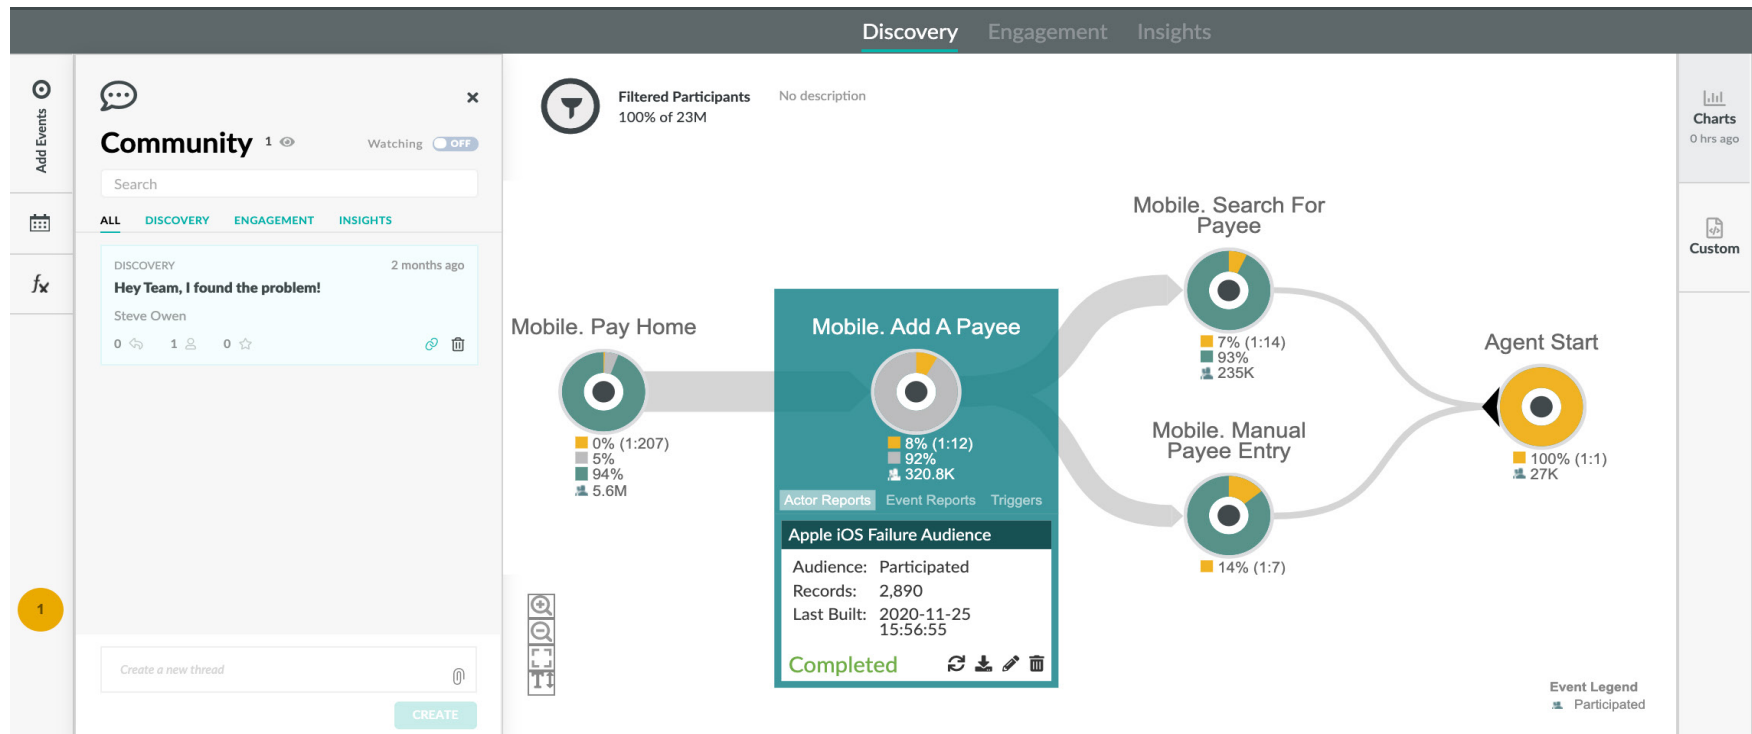 Discovery Engagement Insights
Add Events
1
Community 1
Watching OFF
Search
ALL DISCOVERY ENGAGEMENT INSIGHTS
DISCOVERY 2 months ago
Hey Team, I found the problem!
Steve Owen
0 1 0
Create a new thread
CREATE
Filtered Participants No description
100% of 23M
Mobile. Pay Home
0% (1:207)
5%
94%
5.6M
Mobile. Add A Payee
8% (1:12)
92%
320.8K
Actor Reports Event Reports Triggers
Apple iOS Failure Audience
Audience: Participated
Records: 2,890
Last Built: 2020-11-25
15:56:55
Completed
Mobile. Search For
Payee
7% (1:14)
93%
235K
Mobile. Manual
Payee Entry
14% (1:7)
Agent Start
100% (1:1)
27K
Event Legend
Participated
Charts
0 hrs ago
Custom